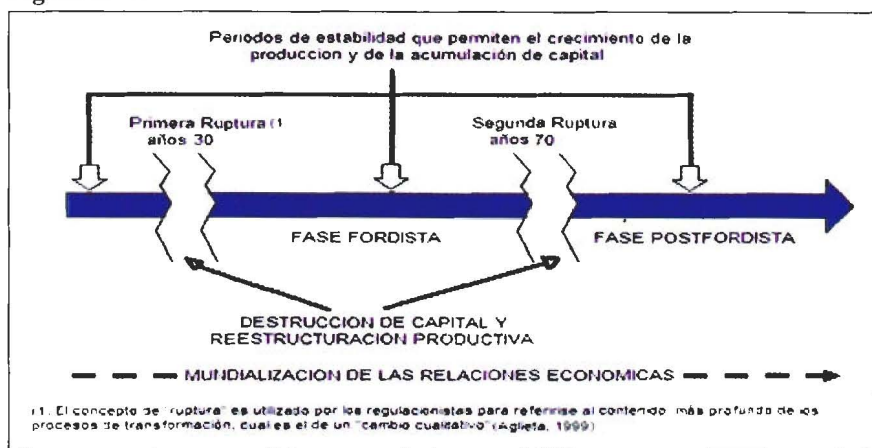 Periodos de estabilidad que permiten el crecimiento de la
produccion y de la acumulación de capital
Primera Ruptura (1
años 30
Segunda Ruptura
años 70
FASE FORDISTA
FASE POSTFORDISTA
DESTRUCCION DE CAPITAL Y
REESTRUCTURACION PRODUCTIVA
MUNDIALIZACION DE LAS RELACIONES ECONOMICAS
(1. El concepto de "ruptura" es utilizado por los regulacionistas para referirse al contenido más profundo de los
procesos de transformación, cual es el de un "cambio cualitativo" (Aglieta, 1999)